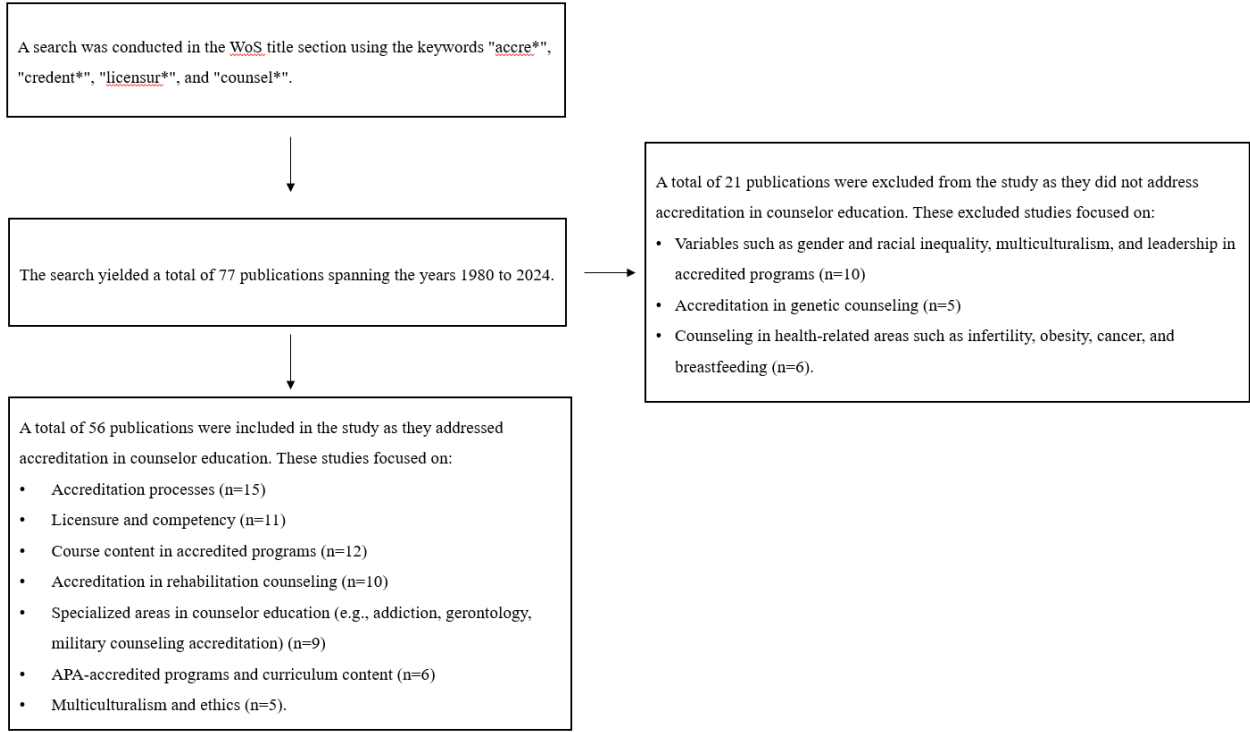 A search was conducted in the WoS title section using the keywords "accre*",
"credent*", "licensur*", and "counsel*".
The search yielded a total of 77 publications spanning the years 1980 to 2024.
A total of 21 publications were excluded from the study as they did not address
accreditation in counselor education. These excluded studies focused on:
• Variables such as gender and racial inequality, multiculturalism, and leadership in
accredited programs (n=10)
• Accreditation in genetic counseling (n=5)
• Counseling in health-related areas such as infertility, obesity, cancer, and
breastfeeding (n=6).
A total of 56 publications were included in the study as they addressed
accreditation in counselor education. These studies focused on:
• Accreditation processes (n=15)
• Licensure and competency (n=11)
• Course content in accredited programs (n=12)
• Accreditation in rehabilitation counseling (n=10)
• Specialized areas in counselor education (e.g., addiction, gerontology,
military counseling accreditation) (n=9)
• APA-accredited programs and curriculum content (n=6)
• Multiculturalism and ethics (n=5).